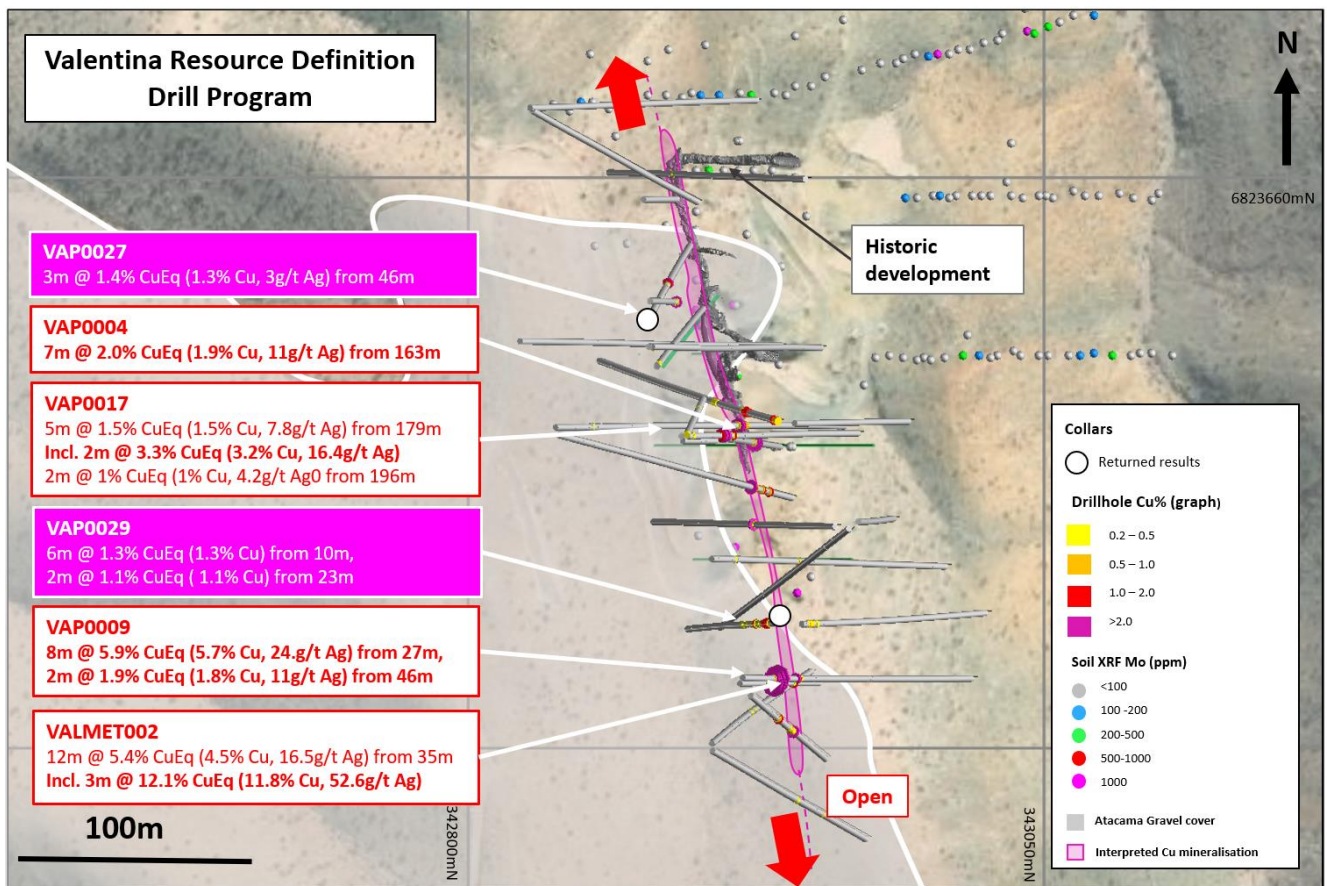 Valentina Resource Definition
Drill Program
N
6823660mN
VAP0027
3m @ 1.4% CuEq (1.3% Cu, 3g/t Ag) from 46m
Historic
development
VAP0004
7m @ 2.0% CuEq (1.9% Cu, 11g/t Ag) from 163m
VAP0017
5m @ 1.5% CuEq (1.5% Cu, 7.8g/t Ag) from 179m
Incl. 2m @ 3.3% CuEq (3.2% Cu, 16.4g/t Ag)
2m @ 1% CuEq (1% Cu, 4.2g/t Ag0 from 196m
VAP0029
6m @ 1.3% CuEq (1.3% Cu) from 10m,
2m @ 1.1% CuEq ( 1.1% Cu) from 23m
VAP0009
8m @ 5.9% CuEq (5.7% Cu, 24.g/t Ag) from 27m,
2m @ 1.9% CuEq (1.8% Cu, 11g/t Ag) from 46m
VALMET002
12m @ 5.4% CuEq (4.5% Cu, 16.5g/t Ag) from 35m
Incl. 3m @ 12.1% CuEq (11.8% Cu, 52.6g/t Ag)
Open
100m
342800mN
343050mN
Collars
Returned results
Drillhole Cu% (graph)
0.2 – 0.5
0.5 – 1.0
1.0 – 2.0
>2.0
Soil XRF Mo (ppm)
<100
100 -200
200-500
500-1000
1000
Atacama Gravel cover
Interpreted Cu mineralisation